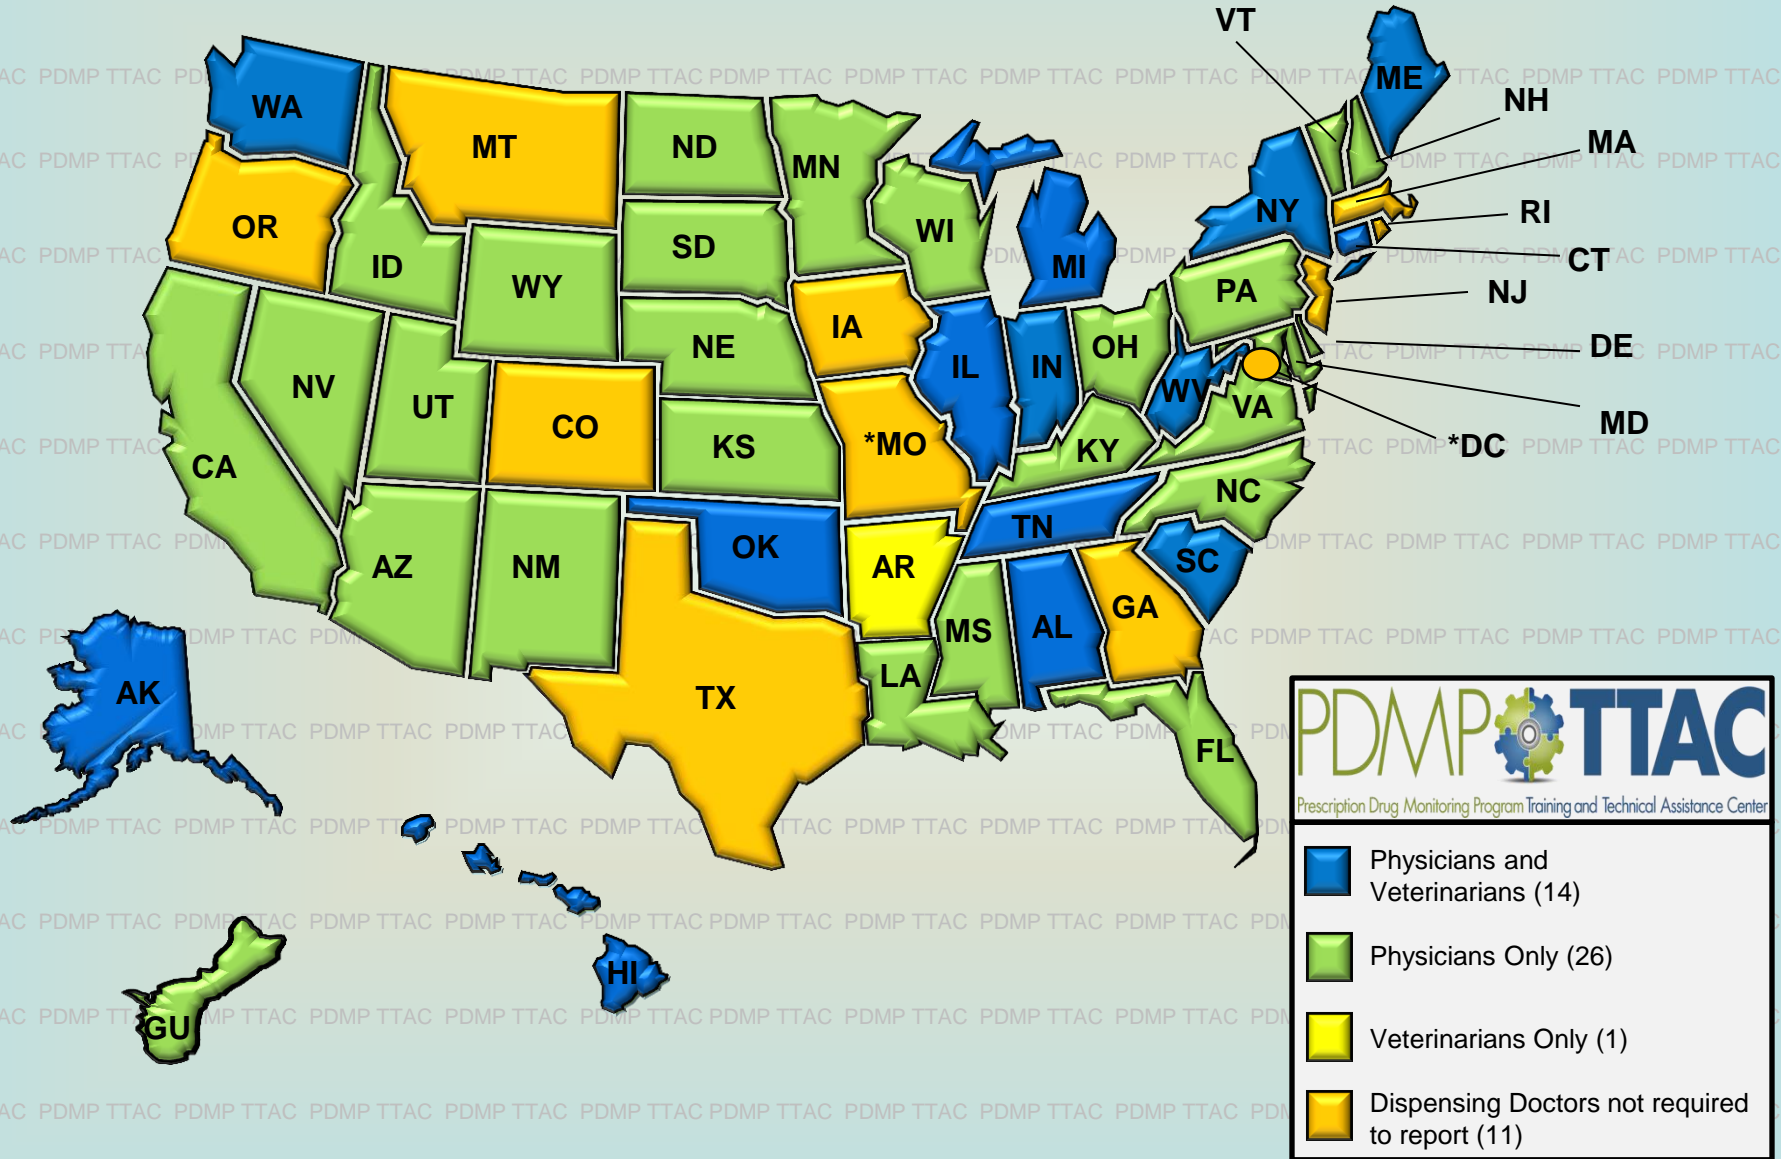 VT
ME
WA
NH
MT
ND
MN
MA
OR
SD
WI
NY
RI
ID
WY
MI
CT
PA
NJ
IA
NE
OH
DE
NV
UT
IL
IN
WV
VA
CO
KS
*MO
KY
MD
*DC
CA
NC
TN
AZ
NM
OK
AR
SC
MS
AL
GA
LA
AK
TX
FL
HI
GU
PDMP TTAC
Prescription Drug Monitoring Program Training and Technical Assistance Center
Physicians and
Veterinarians (14)
Physicians Only (26)
Veterinarians Only (1)
Dispensing Doctors not required
to report (11)